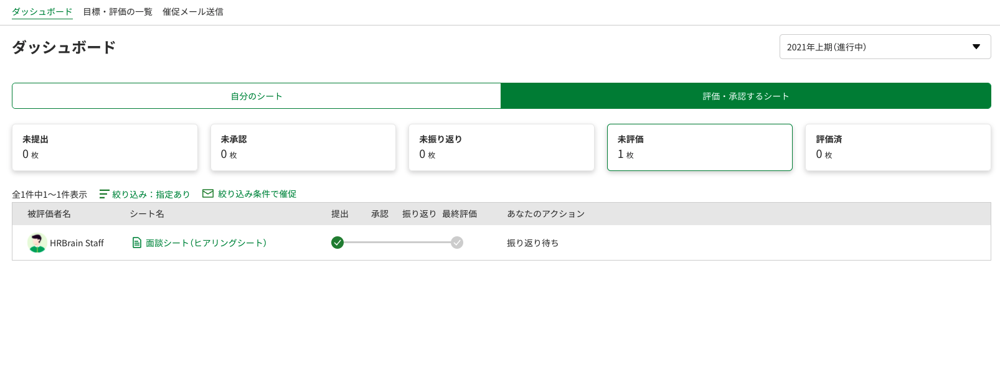 ダッシュボード 目標・評価の一覧 催促メール送信
ダッシュボード
2021年上期(進行中)
自分のシート 評価・承認するシート
未提出 未承認 未振り返り 未評価 評価済
0 枚 0 枚 0 枚 1 枚 0 枚
全1件中1〜1件表示 絞り込み：指定あり 絞り込み条件で催促
被評価者名 シート名 提出 承認 振り返り 最終評価 あなたのアクション
HRBrain Staff 面談シート(ヒアリングシート) 振り返り待ち